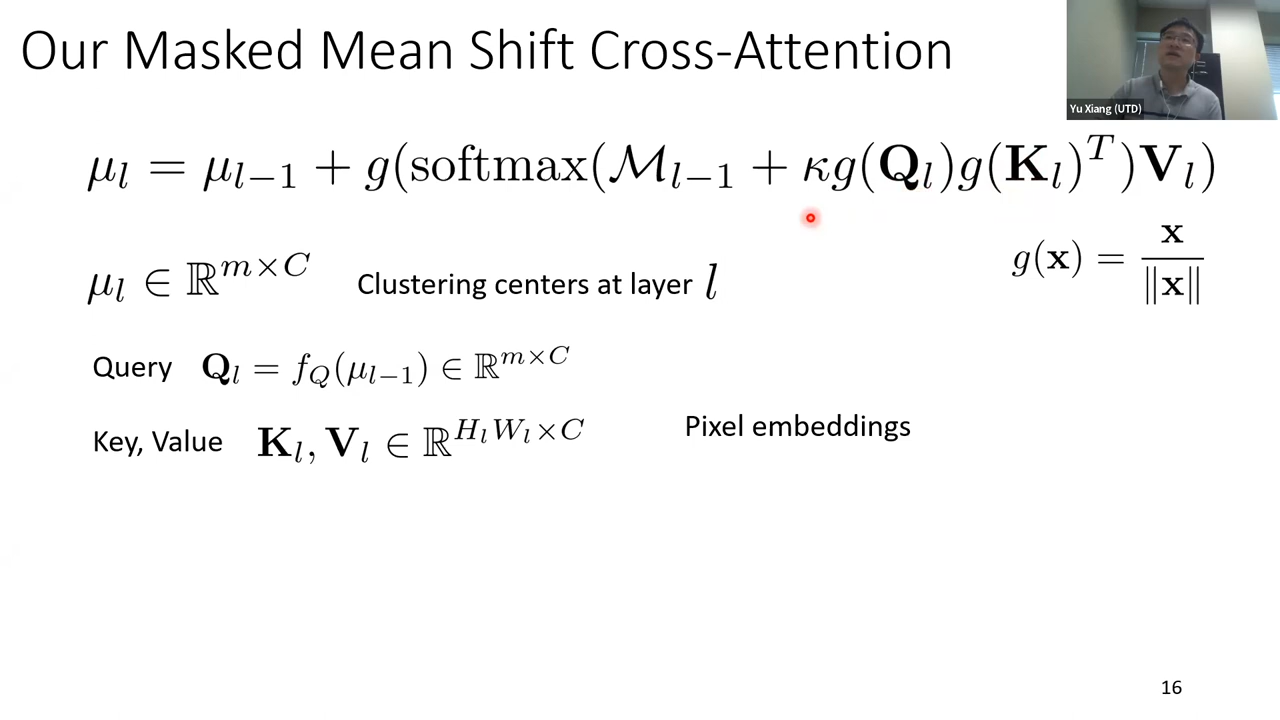 Our Masked Mean Shift Cross-Attention
Yu Xiang (UTD)
μ_l = μ_{l−1} + g(softmax(ℳ_{l−1} + κg(𝐐_l)g(𝐊_l)^T)𝐕_l)
g(𝐱) = 𝐱 / ‖𝐱‖
μ_l ∈ ℝ^{m×C} Clustering centers at layer l
Query 𝐐_l = f_Q(μ_{l−1}) ∈ ℝ^{m×C}
Key, Value 𝐊_l, 𝐕_l ∈ ℝ^{H_l W_l×C} Pixel embeddings
16